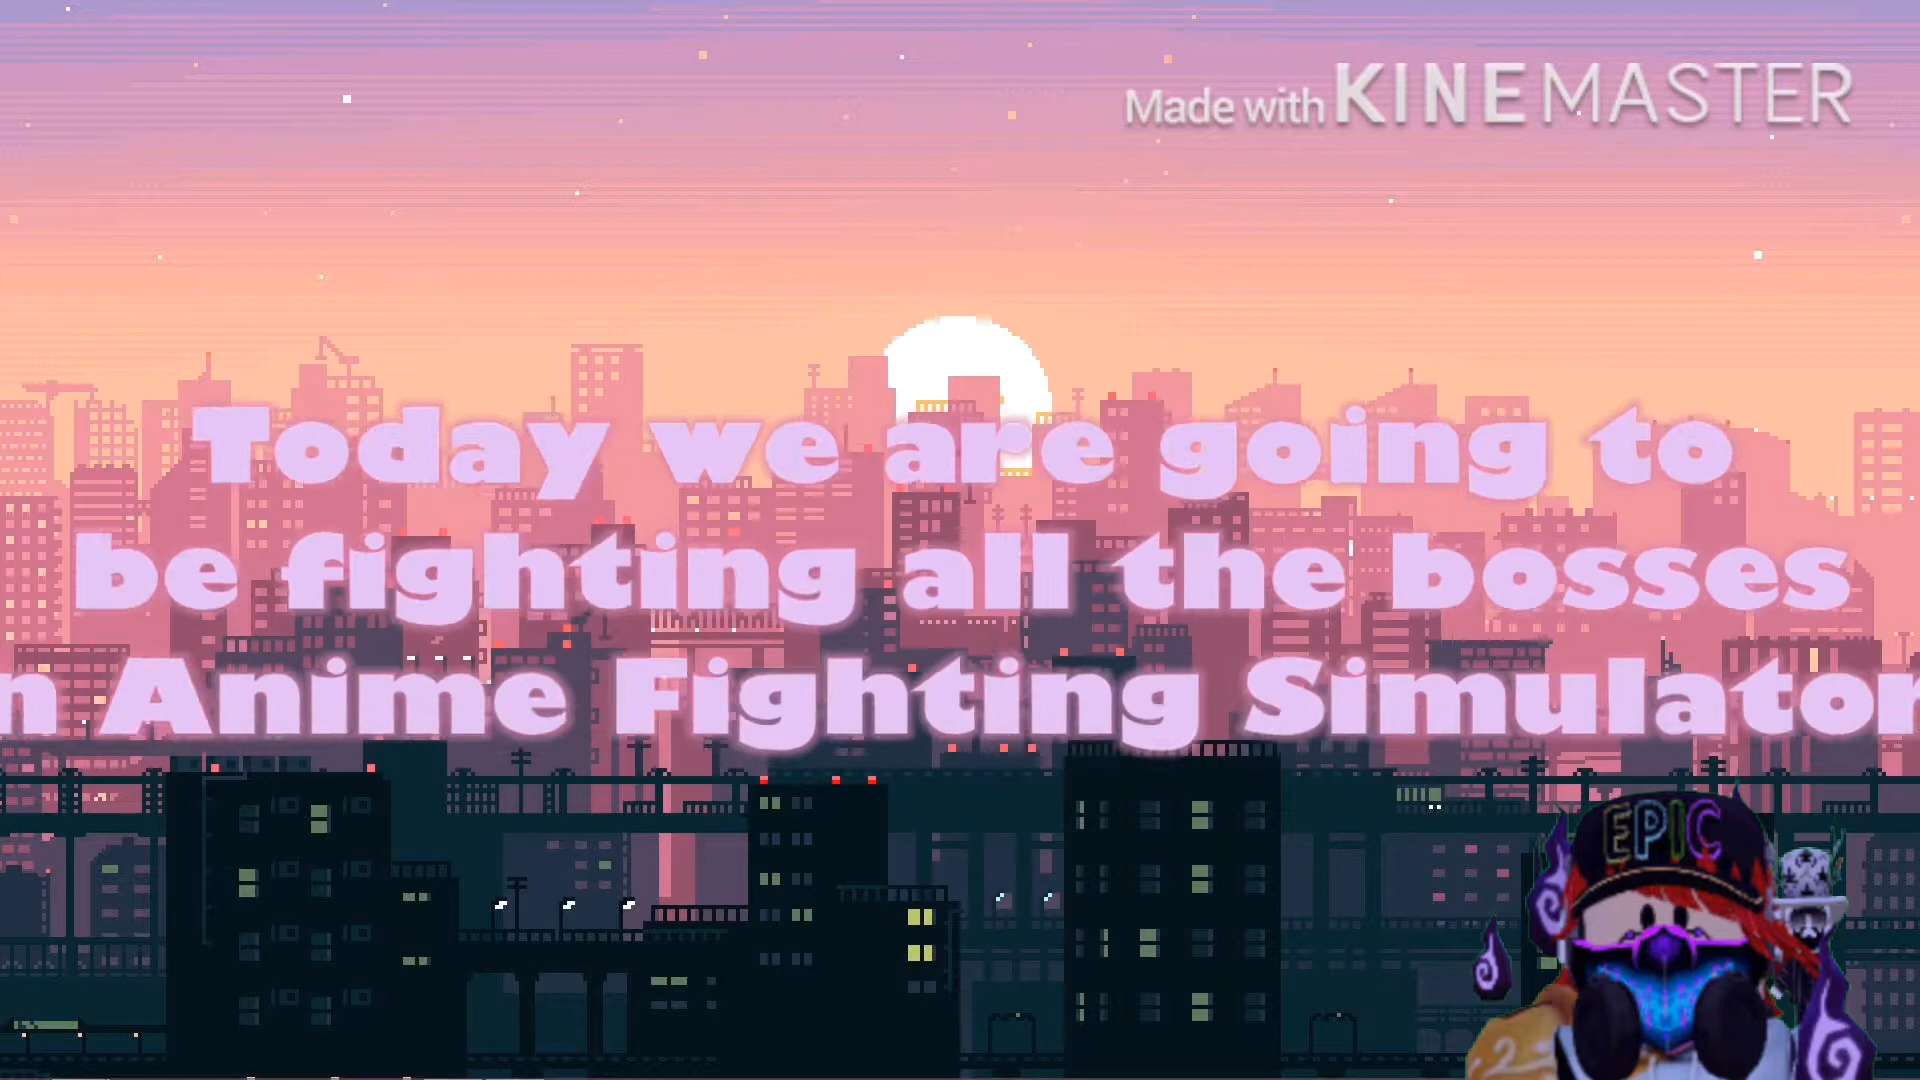 Made with KINEMASTER
Today we are going to
be fighting all the bosses
n Anime Fighting Simulator
EPIC